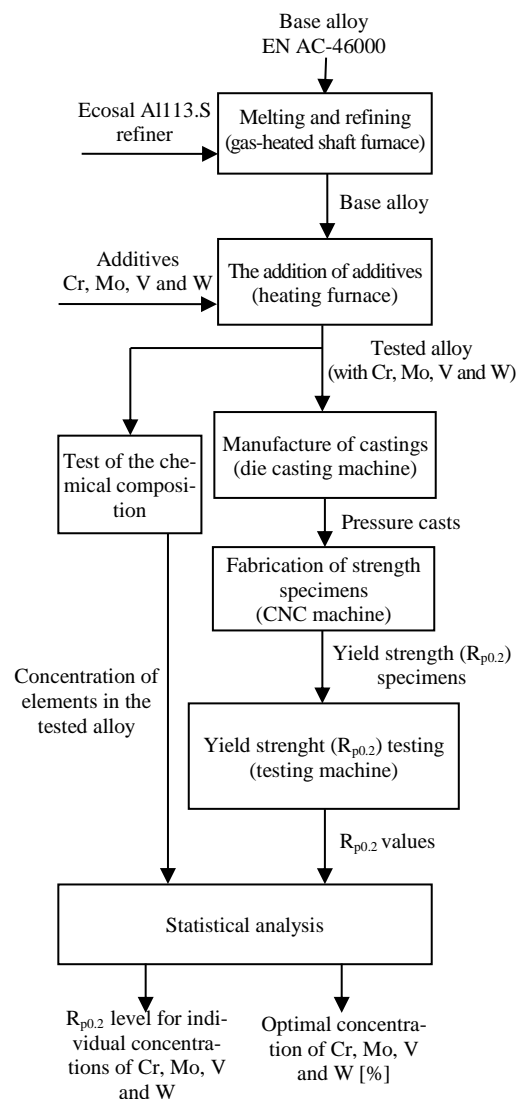 Base alloy
EN AC-46000
Ecosal Al113.S
refiner
Melting and refining
(gas-heated shaft furnace)
Base alloy
Additives
Cr, Mo, V and W
The addition of additives
(heating furnace)
Tested alloy
(with Cr, Mo, V and W)
Test of the che-
mical composi-
tion
Manufacture of castings
(die casting machine)
Pressure casts
Fabrication of strength
specimens
(CNC machine)
Yield strength (Rp0.2)
specimens
Concentration of
elements in the
tested alloy
Yield strenght (Rp0.2) testing
(testing machine)
Rp0.2 values
Statistical analysis
Rp0.2 level for indi-
vidual concentra-
tions of Cr, Mo, V
and W
Optimal concentra-
tion of Cr, Mo, V
and W [%]